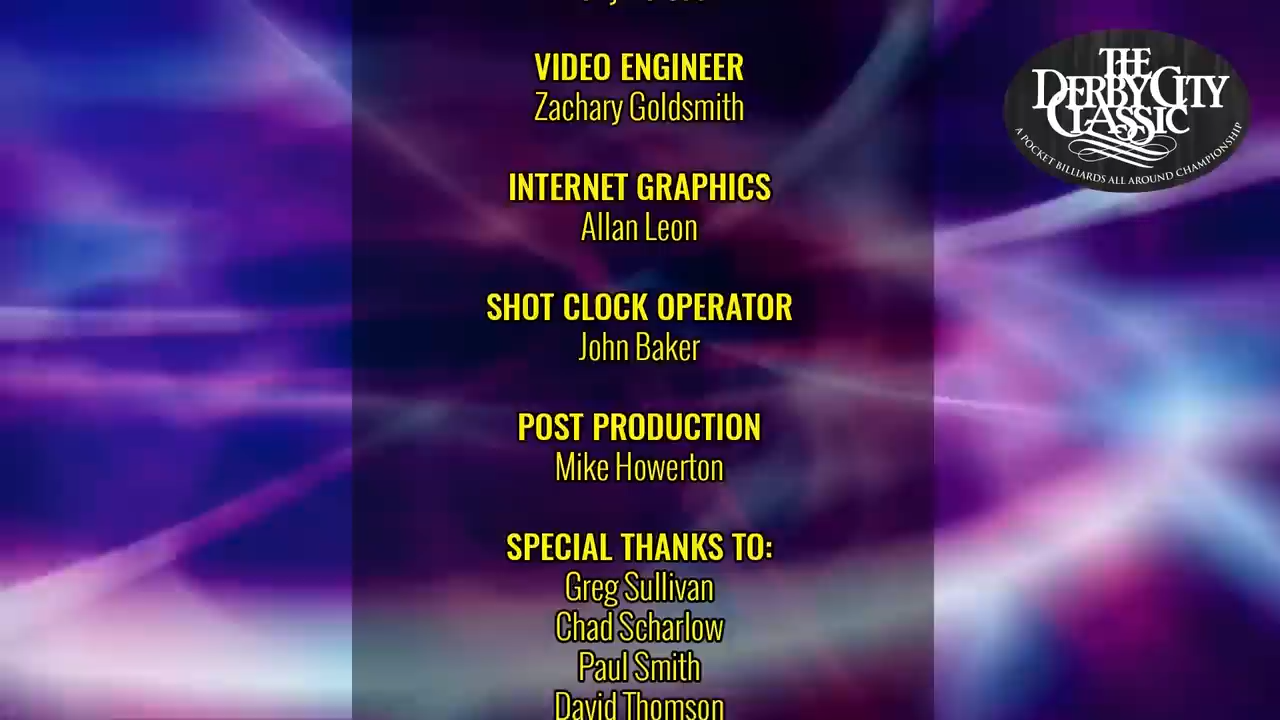 VIDEO ENGINEER
Zachary Goldsmith
INTERNET GRAPHICS
Allan Leon
SHOT CLOCK OPERATOR
John Baker
POST PRODUCTION
Mike Howerton
SPECIAL THANKS TO:
Greg Sullivan
Chad Scharlow
Paul Smith
David Thomson
THE
DERBY CITY
CLASSIC
A POCKET BILLIARDS ALL AROUND CHAMPIONSHIP